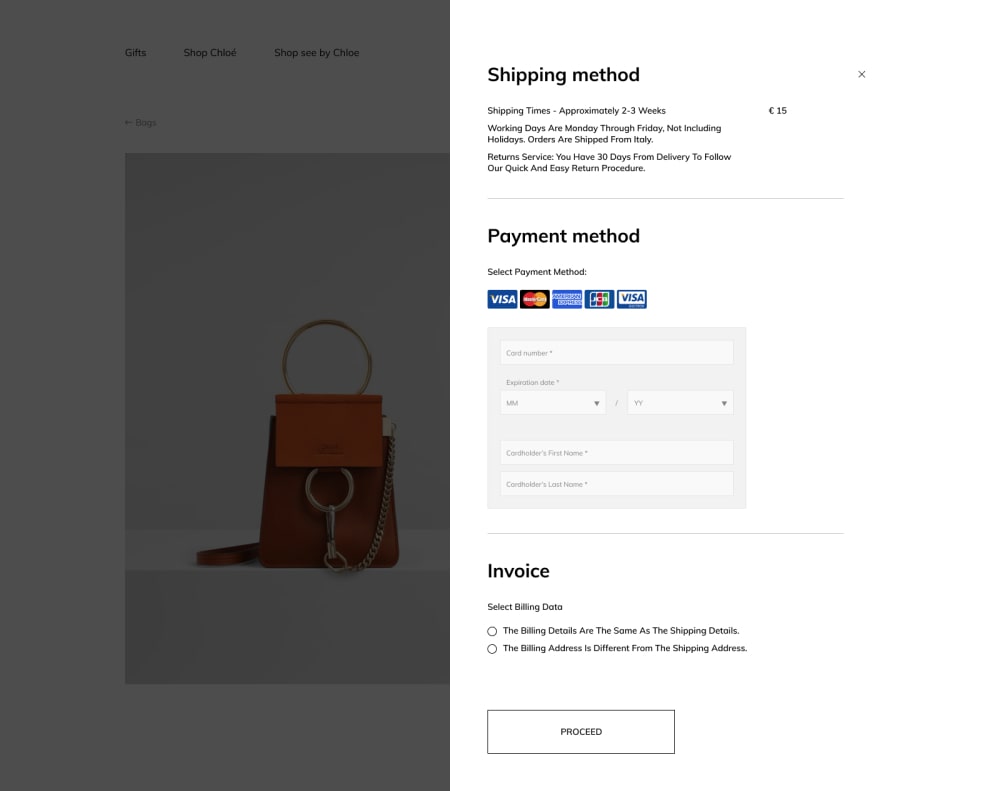 Gifts
Shop Chloé
Shop see by Chloe
← Bags
Shipping method
Shipping Times - Approximately 2-3 Weeks
€ 15
Working Days Are Monday Through Friday, Not Including
Holidays. Orders Are Shipped From Italy.
Returns Service: You Have 30 Days From Delivery To Follow
Our Quick And Easy Return Procedure.
Payment method
Select Payment Method:
VISA
MasterCard
AMERICAN
EXPRESS
JCB
VISA
Card number *
Expiration date *
MM
/
YY
Cardholder's First Name *
Cardholder's Last Name *
Invoice
Select Billing Data
The Billing Details Are The Same As The Shipping Details.
The Billing Address Is Different From The Shipping Address.
PROCEED